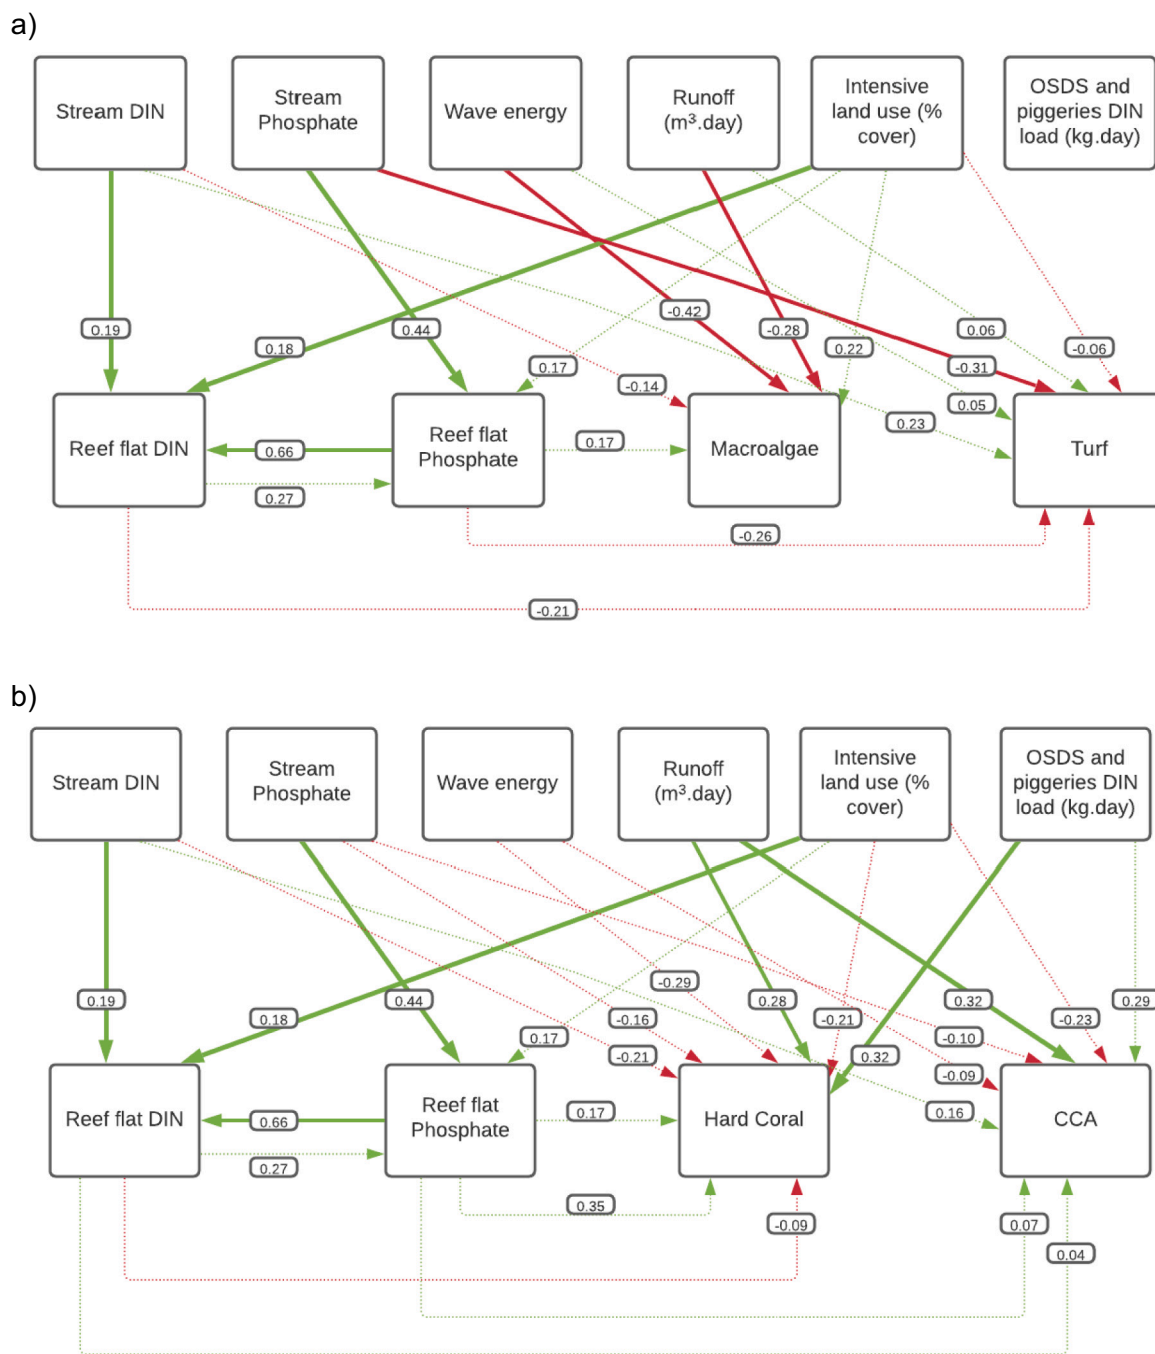 a)
Stream DIN
Stream
Phosphate
Wave energy
Runoff
(m³.day)
Intensive
land use (%
cover)
OSDS and
piggeries DIN
load (kg.day)
0.19
0.18
0.44
0.17
-0.42
-0.28
-0.14
0.22
0.23
0.05
0.06
-0.31
-0.06
Reef flat DIN
0.66
0.27
Reef flat
Phosphate
0.17
Macroalgae
Turf
-0.26
-0.21
b)
Stream DIN
Stream
Phosphate
Wave energy
Runoff
(m³.day)
Intensive
land use (%
cover)
OSDS and
piggeries DIN
load (kg.day)
0.19
0.18
0.44
0.17
-0.29
-0.16
-0.21
0.28
-0.21
0.32
0.32
-0.10
-0.09
0.16
-0.23
0.29
Reef flat DIN
0.66
0.27
Reef flat
Phosphate
0.17
Hard Coral
CCA
0.35
-0.09
0.07
0.04